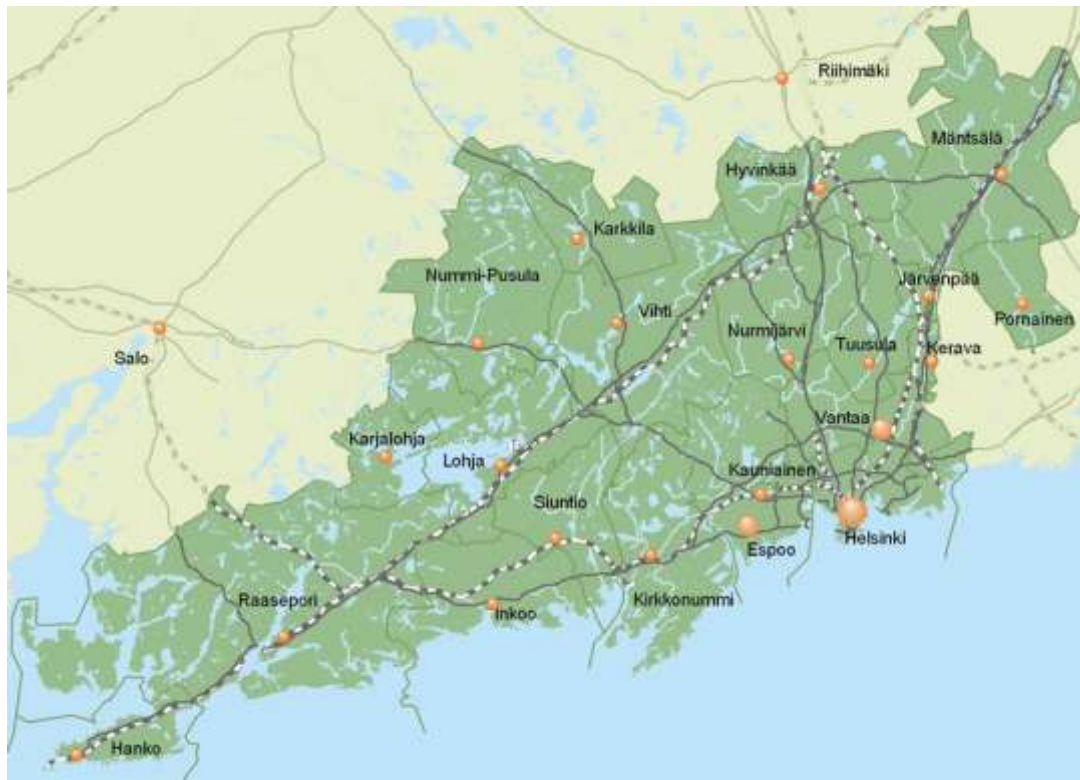 Riihimäki
Mäntsälä
Hyvinkää
Karkkila
Nummi-Pusula
Järvenpää
Vihti
Pornainen
Nurmijärvi
Tuusula
Kerava
Salo
Vantaa
Karjalohja
Lohja
Kauniainen
Siuntio
Helsinki
Espoo
Raasepori
Kirkkonummi
Inkoo
Hanko